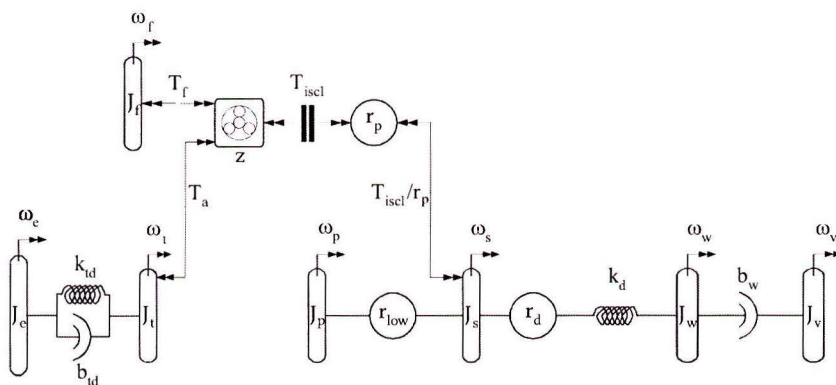 ω_f
T_f
T_iscl
J_f
r_p
z
T_a
T_iscl/r_p
ω_e
ω_t
ω_p
ω_s
ω_w
ω_v
k_td
k_d
b_w
J_e
J_t
J_p
r_low
J_s
r_d
J_w
J_v
b_td